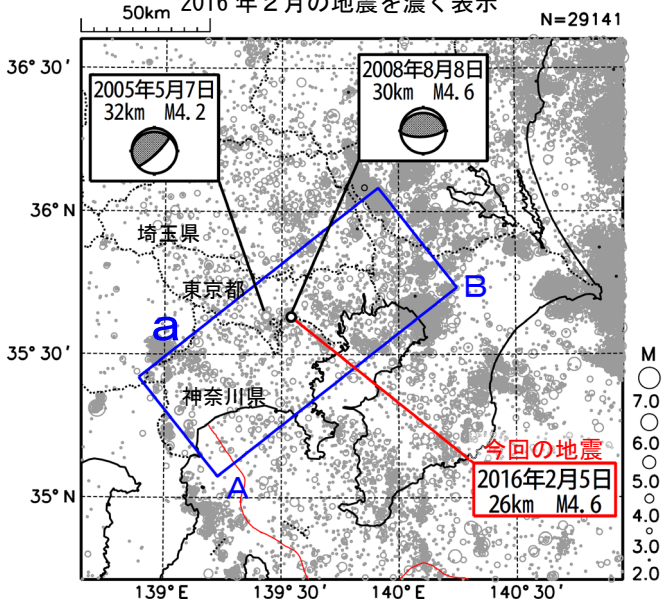 2016年2月の地震を濃く表示
50km
N=29141
36°30′
2005年5月7日
32km M4.2
2008年8月8日
30km M4.6
36°N
埼玉県
東京都
B
a
35°30′
神奈川県
A
今回の地震
2016年2月5日
26km M4.6
35°N
M
7.0
6.0
5.0
4.0
3.0
2.0
139°E
139°30′
140°E
140°30′